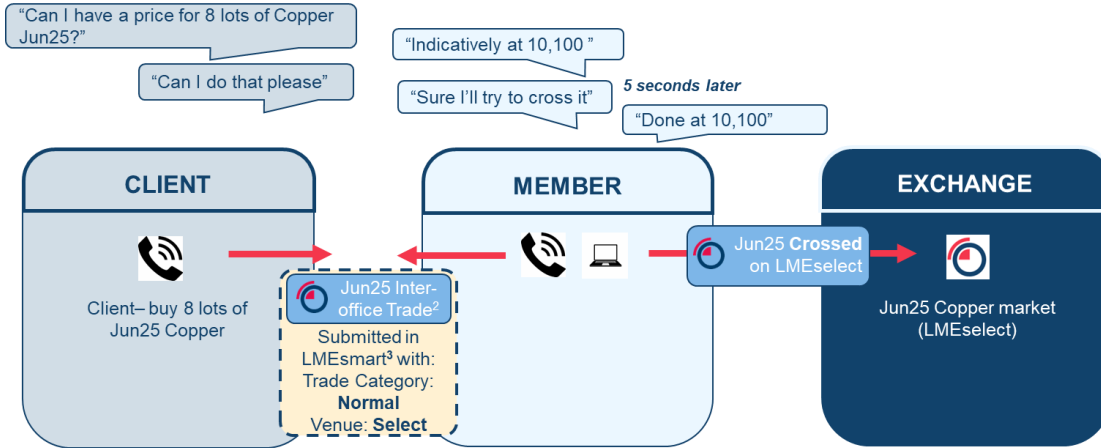 “Can I have a price for 8 lots of Copper
Jun25?”
“Indicatively at 10,100 ”
“Can I do that please”
“Sure I’ll try to cross it”
5 seconds later
“Done at 10,100”
CLIENT
MEMBER
EXCHANGE
Client– buy 8 lots of
Jun25 Copper
Jun25 Inter-
office Trade2
Submitted in
LMEsmart3 with:
Trade Category:
Normal
Venue: Select
Jun25 Crossed
on LMEselect
Jun25 Copper market
(LMEselect)